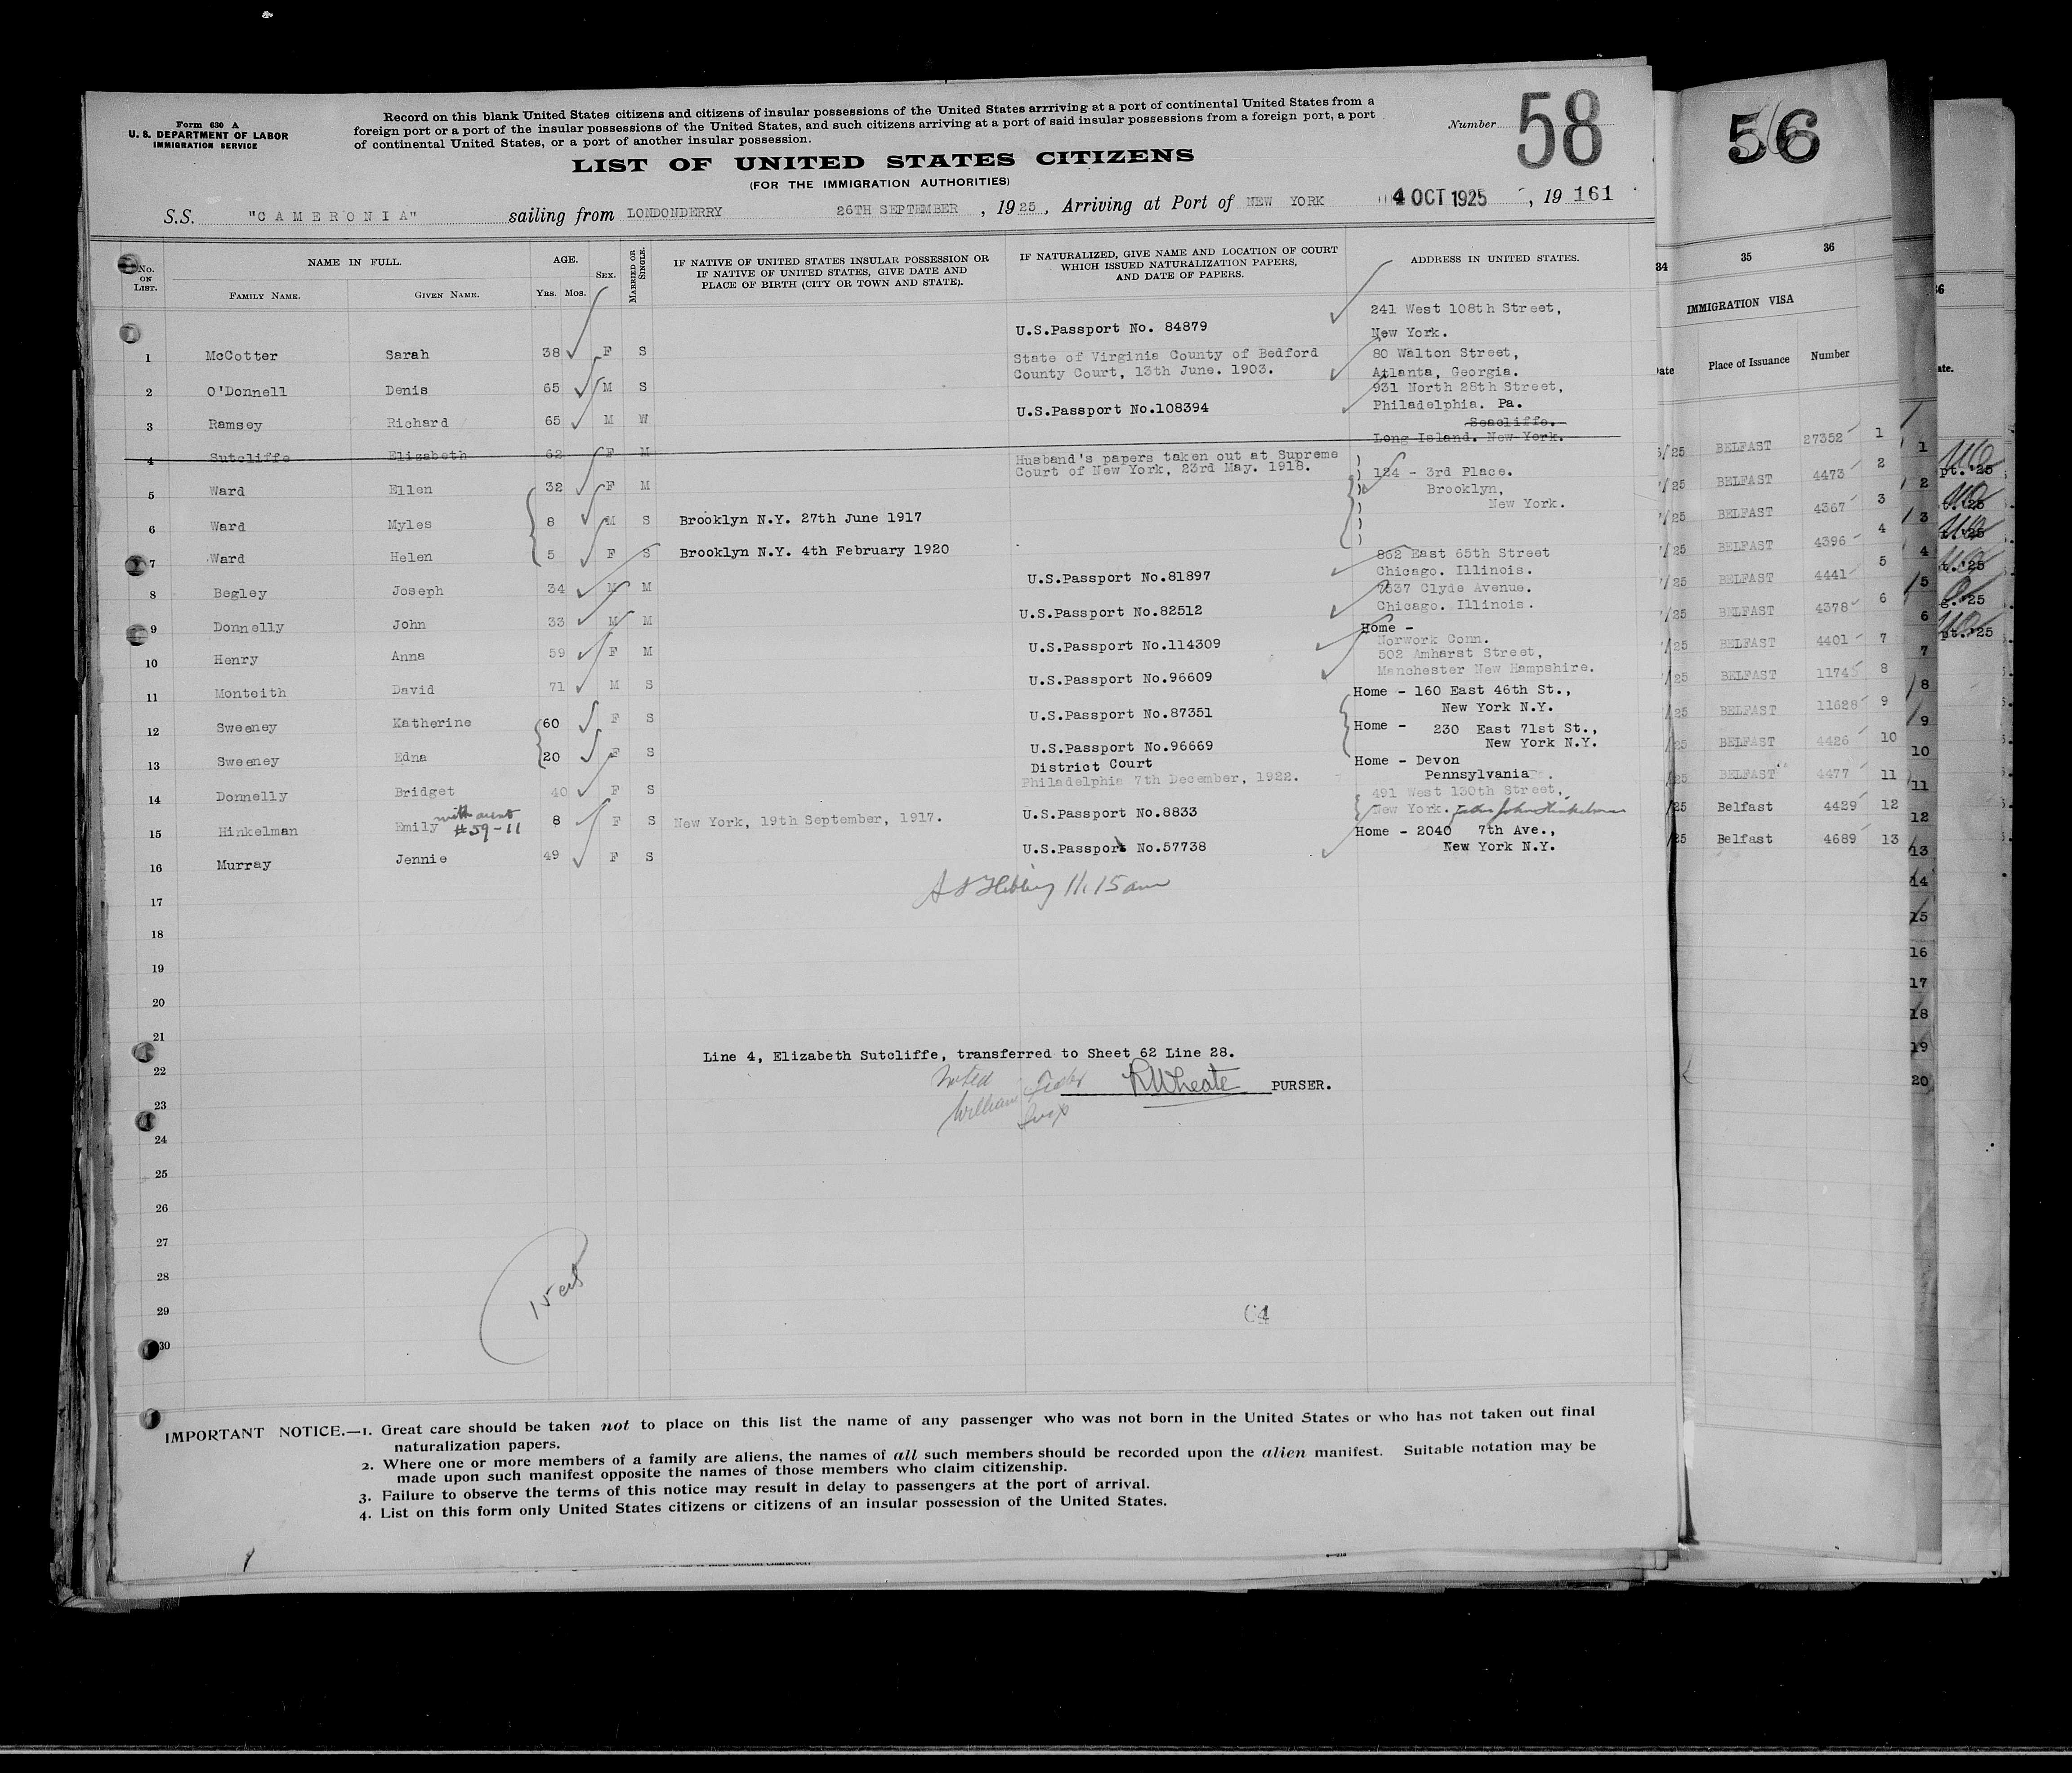 Form 630 A
U. S. DEPARTMENT OF LABOR
IMMIGRATION SERVICE
Record on this blank United States citizens and citizens of insular possessions of the United States arrriving at a port of continental United States from a
foreign port or a port of the insular possessions of the United States, and such citizens arriving at a port of said insular possessions from a foreign port, a port
of continental United States, or a port of another insular possession.
Number 58
LIST OF UNITED STATES CITIZENS
(FOR THE IMMIGRATION AUTHORITIES)
S.S. "CAMERONIA" sailing from LONDONDERRY 26TH SEPTEMBER, 1925, Arriving at Port of NEW YORK 4 OCT 1925, 19 161
No. ON LIST.
NAME IN FULL.
FAMILY NAME. GIVEN NAME.
AGE.
YRS. MOS.
SEX.
MARRIED OR SINGLE.
IF NATIVE OF UNITED STATES INSULAR POSSESSION OR
IF NATIVE OF UNITED STATES, GIVE DATE AND
PLACE OF BIRTH (CITY OR TOWN AND STATE).
IF NATURALIZED, GIVE NAME AND LOCATION OF COURT
WHICH ISSUED NATURALIZATION PAPERS,
AND DATE OF PAPERS.
ADDRESS IN UNITED STATES.
1 McCotter Sarah 38 F S U.S.Passport No. 84879 241 West 108th Street,
New York.
2 O'Donnell Denis 65 M S State of Virginia County of Bedford
County Court, 13th June. 1903. 80 Walton Street,
Atlanta, Georgia.
3 Ramsey Richard 65 M W U.S.Passport No.108394 931 North 28th Street,
Philadelphia. Pa.
4 Sutcliffe Elizabeth 62 F M Seacliffe.
Long Island. New York.
5 Ward Ellen 32 F M Husband's papers taken out at Supreme
Court of New York, 23rd May. 1918. 124 - 3rd Place.
Brooklyn,
New York.
6 Ward Myles 8 M S Brooklyn N.Y. 27th June 1917
7 Ward Helen 5 F S Brooklyn N.Y. 4th February 1920
8 Begley Joseph 34 M M U.S.Passport No.81897 862 East 65th Street
Chicago. Illinois.
9 Donnelly John 33 M M U.S.Passport No.82512 7537 Clyde Avenue.
Chicago. Illinois.
10 Henry Anna 59 F M U.S.Passport No.114309 Home -
Norwork Conn.
11 Monteith David 71 M S U.S.Passport No.96609 502 Amharst Street,
Manchester New Hampshire.
12 Sweeney Katherine 60 F S U.S.Passport No.87351 Home - 160 East 46th St.,
New York N.Y.
13 Sweeney Edna 20 F S U.S.Passport No.96669 Home - 230 East 71st St.,
New York N.Y.
14 Donnelly Bridget 40 F S District Court
Philadelphia 7th December, 1922. Home - Devon
Pennsylvania.
15 Hinkelman Emily with aunt #59-11 8 F S New York, 19th September, 1917. U.S.Passport No.8833 491 West 130th Street,
New York. Father John Hinkelman
16 Murray Jennie 49 F S U.S.Passport No.57738 Home - 2040 7th Ave.,
New York N.Y.
17
11.15 am
18
19
20
21
Line 4, Elizabeth Sutcliffe, transferred to Sheet 62 Line 28.
22
Noted
PURSER.
23
William
Insp
24
25
26
27
28
29
30
64
IMPORTANT NOTICE.—1. Great care should be taken not to place on this list the name of any passenger who was not born in the United States or who has not taken out final
naturalization papers.
2. Where one or more members of a family are aliens, the names of all such members should be recorded upon the alien manifest. Suitable notation may be
made upon such manifest opposite the names of those members who claim citizenship.
3. Failure to observe the terms of this notice may result in delay to passengers at the port of arrival.
4. List on this form only United States citizens or citizens of an insular possession of the United States.
56
34 35 36
IMMIGRATION VISA
Place of Issuance Number
/25 BELFAST 27352 1
/25 BELFAST 4473 2
/25 BELFAST 4367 3
/25 BELFAST 4396 4
/25 BELFAST 4441 5
/25 BELFAST 4378 6
/25 BELFAST 4401 7
/25 BELFAST 8
/25 BELFAST 11628 9
/25 BELFAST 4426 10
/25 BELFAST 4477 11
/25 Belfast 4429 12
/25 Belfast 4689 13
1
2
3
4
5
6
7
8
9
10
11
12
13
14
15
16
17
18
19
20